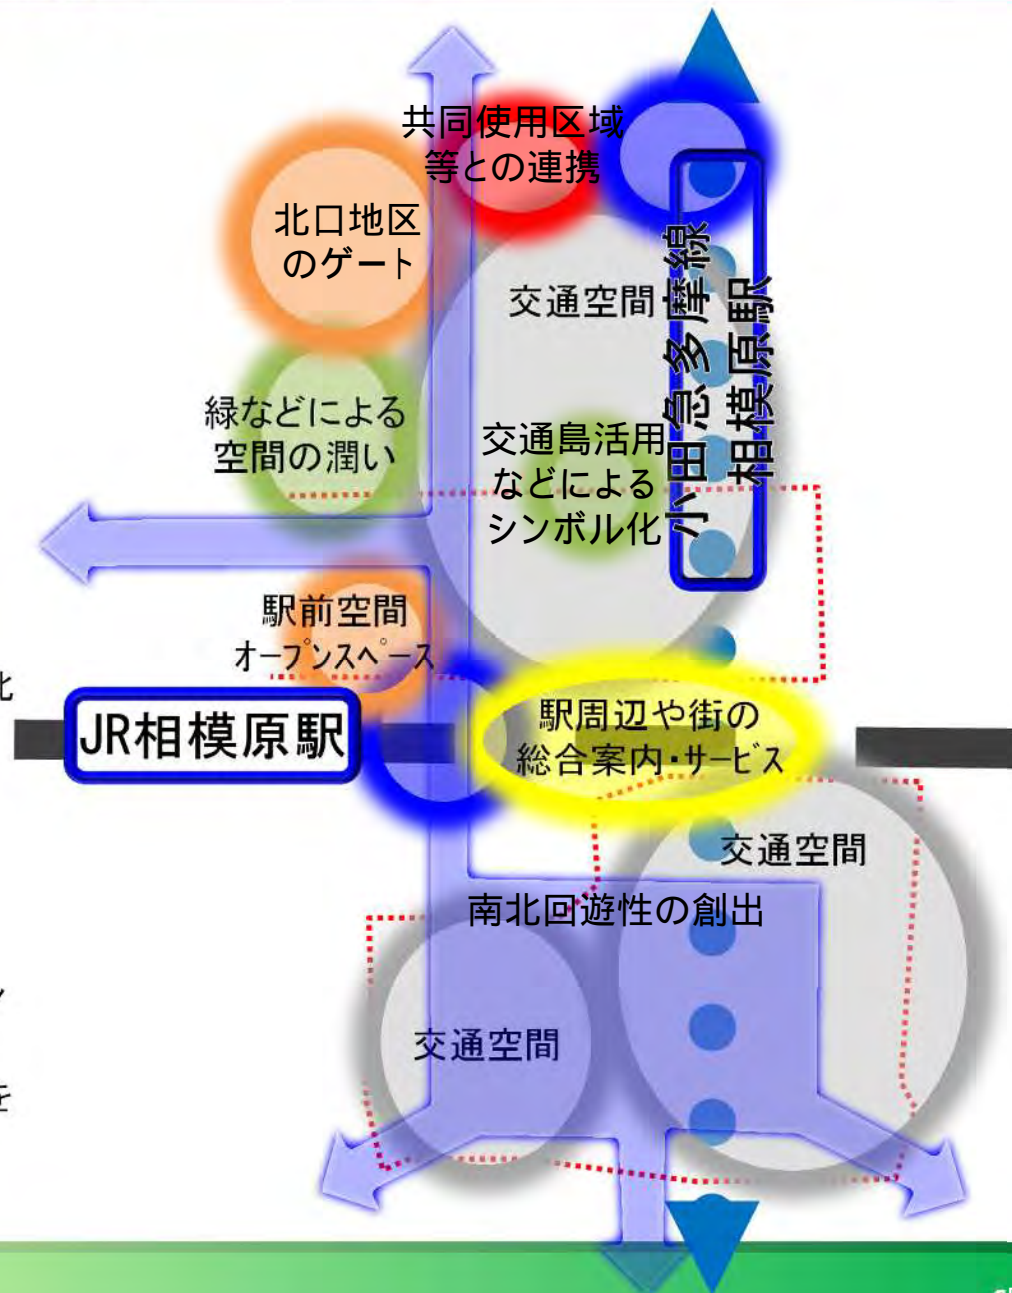 共同使用区域
等との連携
北口地区
のゲート
交通空間
小田急多摩線
相模原駅
緑などによる
空間の潤い
交通島活用
などによる
シンボル化
駅前空間
オープンスペース
JR相模原駅
駅周辺や街の
総合案内・サービス
交通空間
南北回遊性の創出
交通空間
を